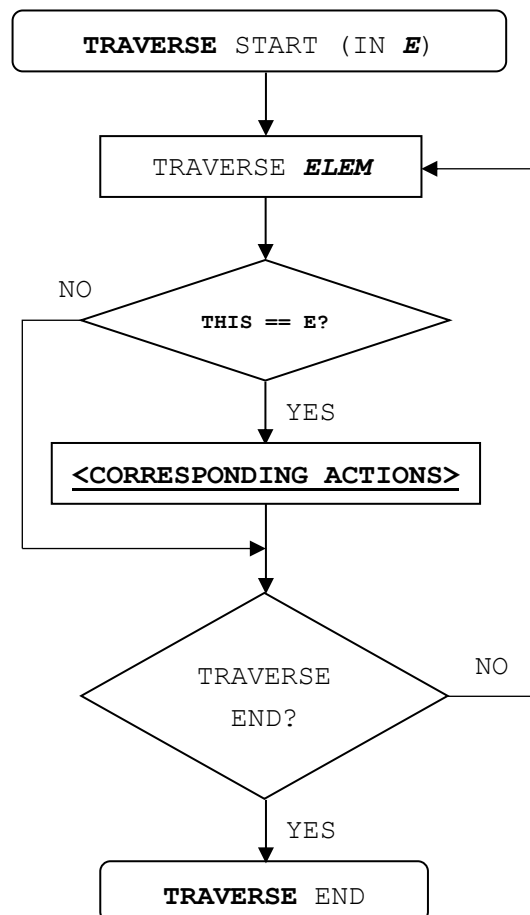 TRAVERSE START (IN E)
TRAVERSE ELEM
NO
THIS == E?
YES
<CORRESPONDING ACTIONS>
TRAVERSE
END?
NO
YES
TRAVERSE END